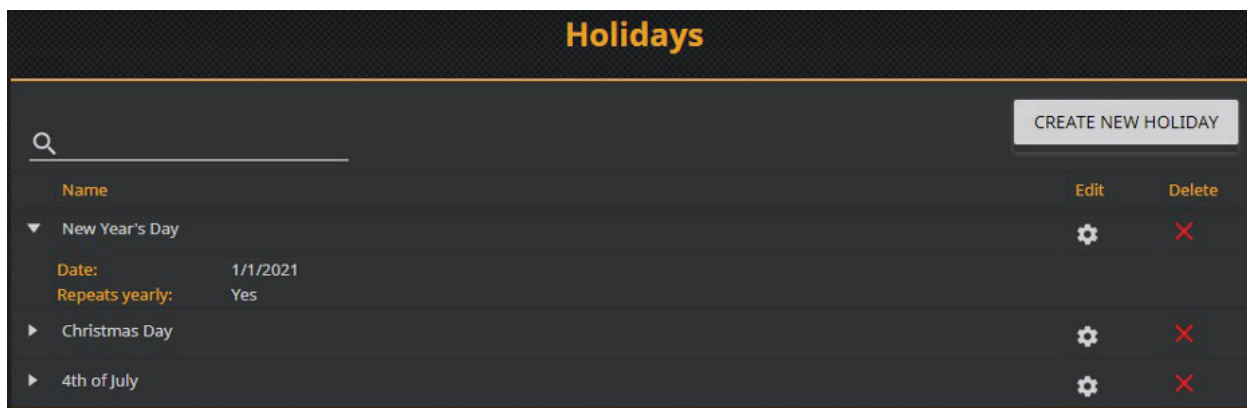 Holidays
CREATE NEW HOLIDAY
Name Edit Delete
New Year's Day
Date: 1/1/2021
Repeats yearly: Yes
Christmas Day
4th of July